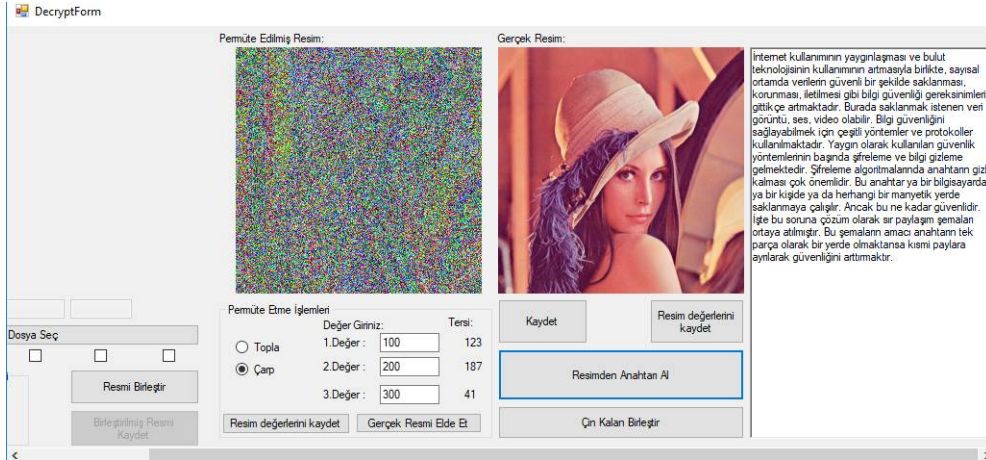 DecryptForm
Permüte Edilmiş Resim:
Gerçek Resim:
İnternet kullanımının yaygınlaşması ve bulut
teknolojisinin kullanımının artmasıyla birlikte, sayısal
ortamda verilerin güvenli bir şekilde saklanması,
korunması, iletilmesi gibi bilgi güvenliği gereksinimleri
gittikçe artmaktadır. Burada saklanmak istenen veri
görüntü, ses, video olabilir. Bilgi güvenliğini
sağlayabilmek için çeşitli yöntemler ve protokoller
kullanılmaktadır. Yaygın olarak kullanılan güvenlik
yöntemlerinin başında şifreleme ve bilgi gizleme
gelmektedir. Şifreleme algoritmalarında anahtarın gizl
kalması çok önemlidir. Bu anahtar ya bir bilgisayarda
ya bir kişide ya da herhangi bir manyetik yerde
saklanmaya çalışılır. Ancak bu ne kadar güvenlidir.
İşte bu soruna çözüm olarak sır paylaşım şemaları
ortaya atılmıştır. Bu şemaların amacı anahtarın tek
parça olarak bir yerde olmaktansa kısmi paylara
ayrılarak güvenliğini arttırmaktır.
Dosya Seç
Resmi Birleştir
Birleştirilmiş Resmi
Kaydet
Permüte Etme İşlemleri
Değer Giriniz:
Tersi:
Topla
1.Değer :
100
123
Çarp
2.Değer :
200
187
3.Değer :
300
41
Resim değerlerini kaydet
Gerçek Resmi Elde Et
Kaydet
Resim değerlerini
kaydet
Resimden Anahtarı Al
Çin Kalan Birleştir